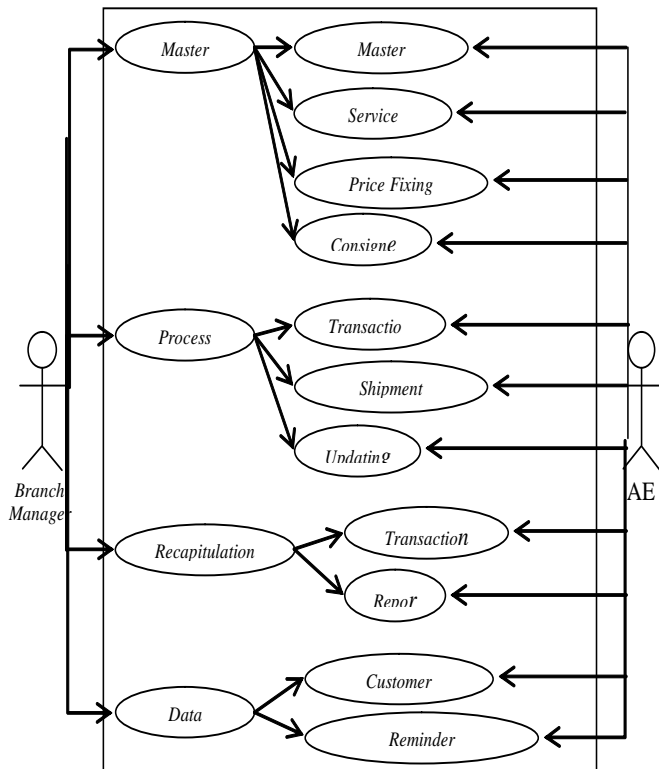 Master
Master
Service
Price Fixing
Consigne
Process
Transactio
Shipment
Updating
Branch
Manager
AE
Recapitulation
Transaction
Repor
Data
Customer
Reminder